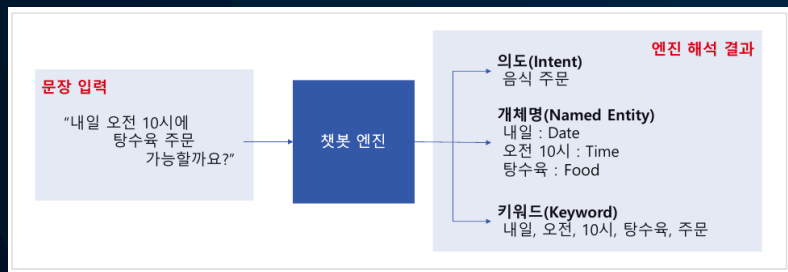 문장 입력
“내일 오전 10시에
탕수육 주문
가능할까요?”
챗봇 엔진
엔진 해석 결과
의도(Intent)
음식 주문
개체명(Named Entity)
내일 : Date
오전 10시 : Time
탕수육 : Food
키워드(Keyword)
내일, 오전, 10시, 탕수육, 주문